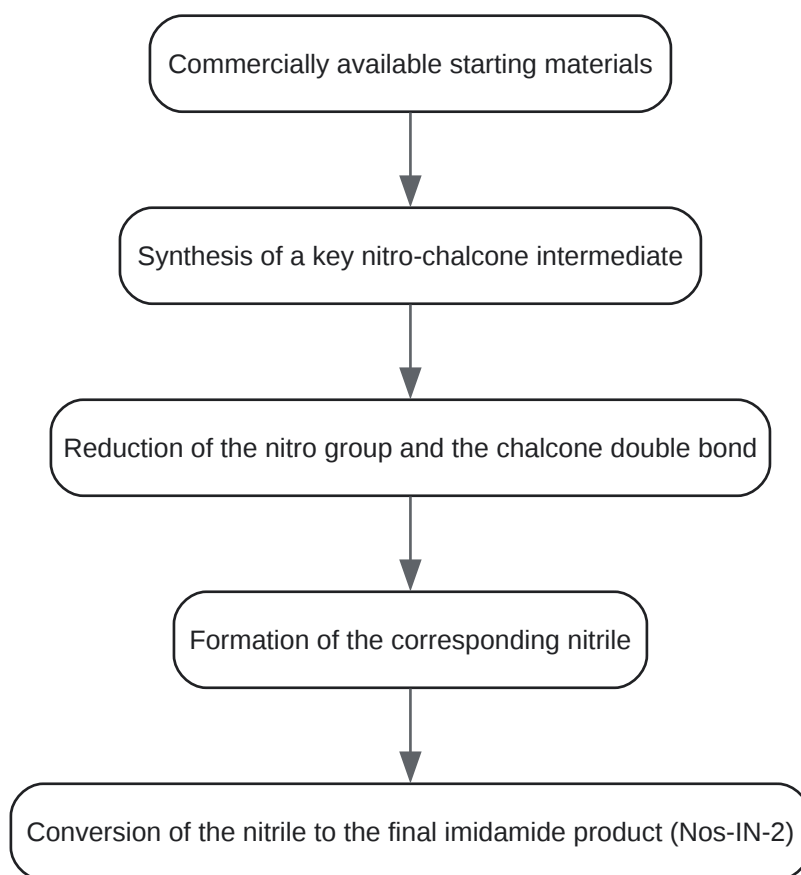 Commercially available starting materials
Synthesis of a key nitro-chalcone intermediate
Reduction of the nitro group and the chalcone double bond
Formation of the corresponding nitrile
Conversion of the nitrile to the final imidamide product (Nos-IN-2)